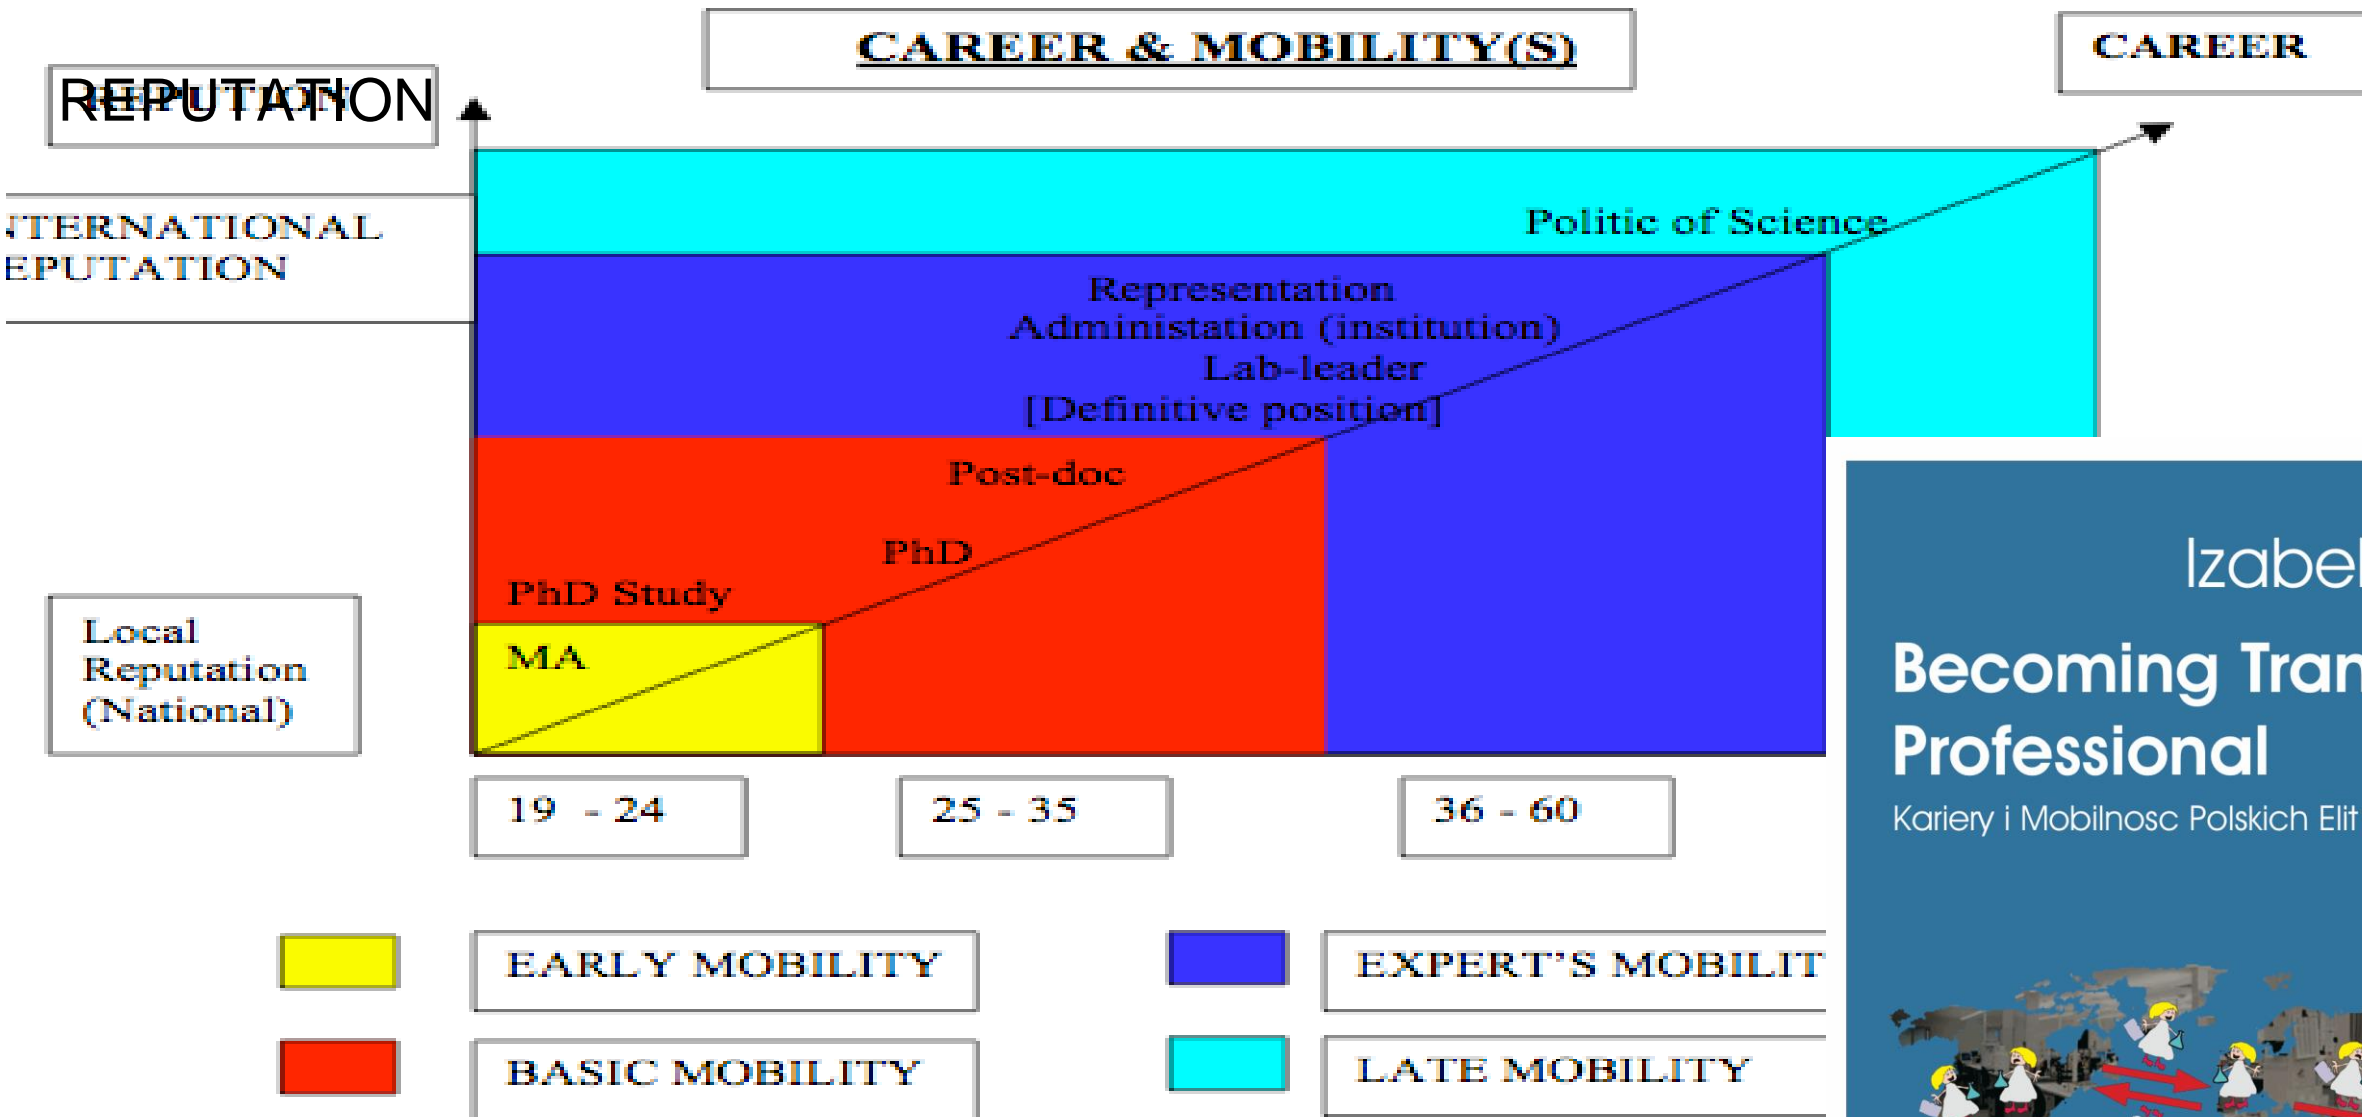 CAREER & MOBILITY(S)
CAREER
REPUTATION
NTERNATIONAL
EPUTATION
Politic of Science
Representation
Administation (institution)
Lab-leader
[Definitive position]
Post-doc
PhD
PhD Study
MA
Local
Reputation
(National)
19 - 24
25 - 35
36 - 60
EARLY MOBILITY
EXPERT'S MOBILIT
BASIC MOBILITY
LATE MOBILITY
Izabel
Becoming Tran
Professional
Kariery i Mobilnosc Polskich Elit